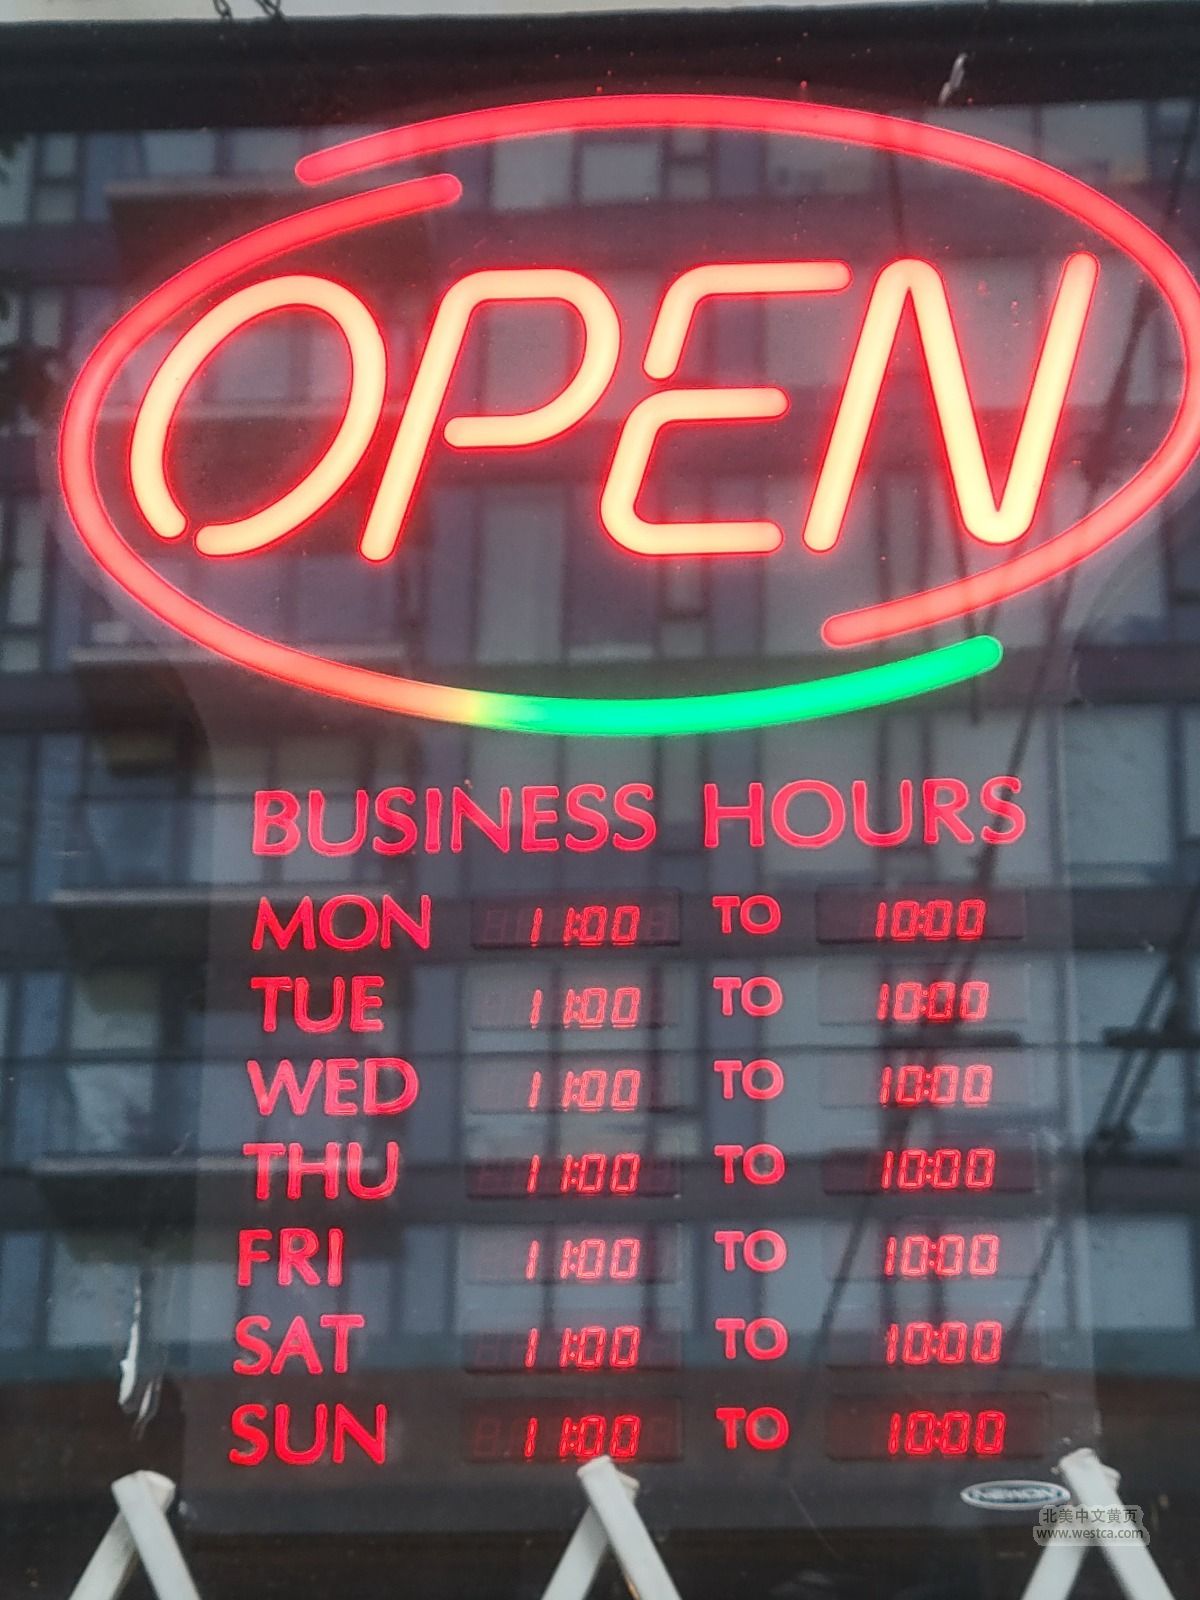 OPEN
BUSINESS HOURS
MON 11:00 TO 10:00
TUE 11:00 TO 10:00
WED 11:00 TO 10:00
THU 11:00 TO 10:00
FRI 11:00 TO 10:00
SAT 11:00 TO 10:00
SUN 11:00 TO 10:00
NEWON
北美中文黄页
www.westca.com